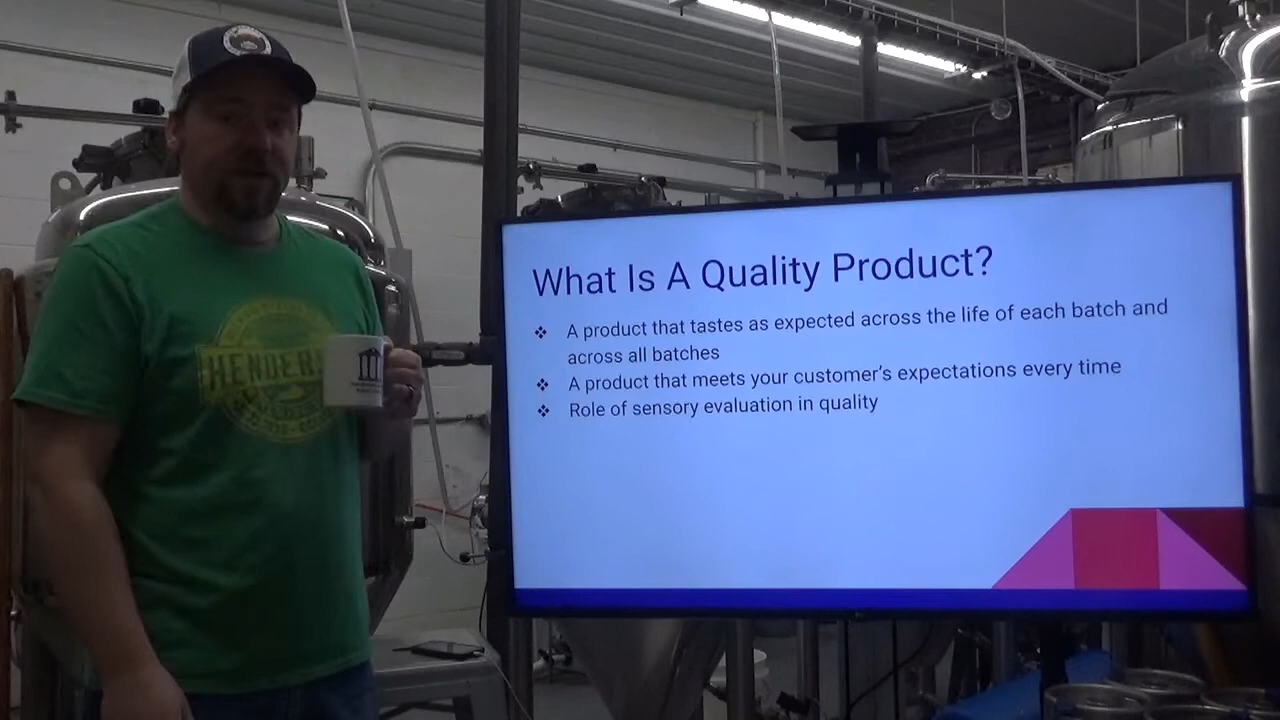 What Is A Quality Product?
❖ A product that tastes as expected across the life of each batch and
across all batches
❖ A product that meets your customer's expectations every time
❖ Role of sensory evaluation in quality